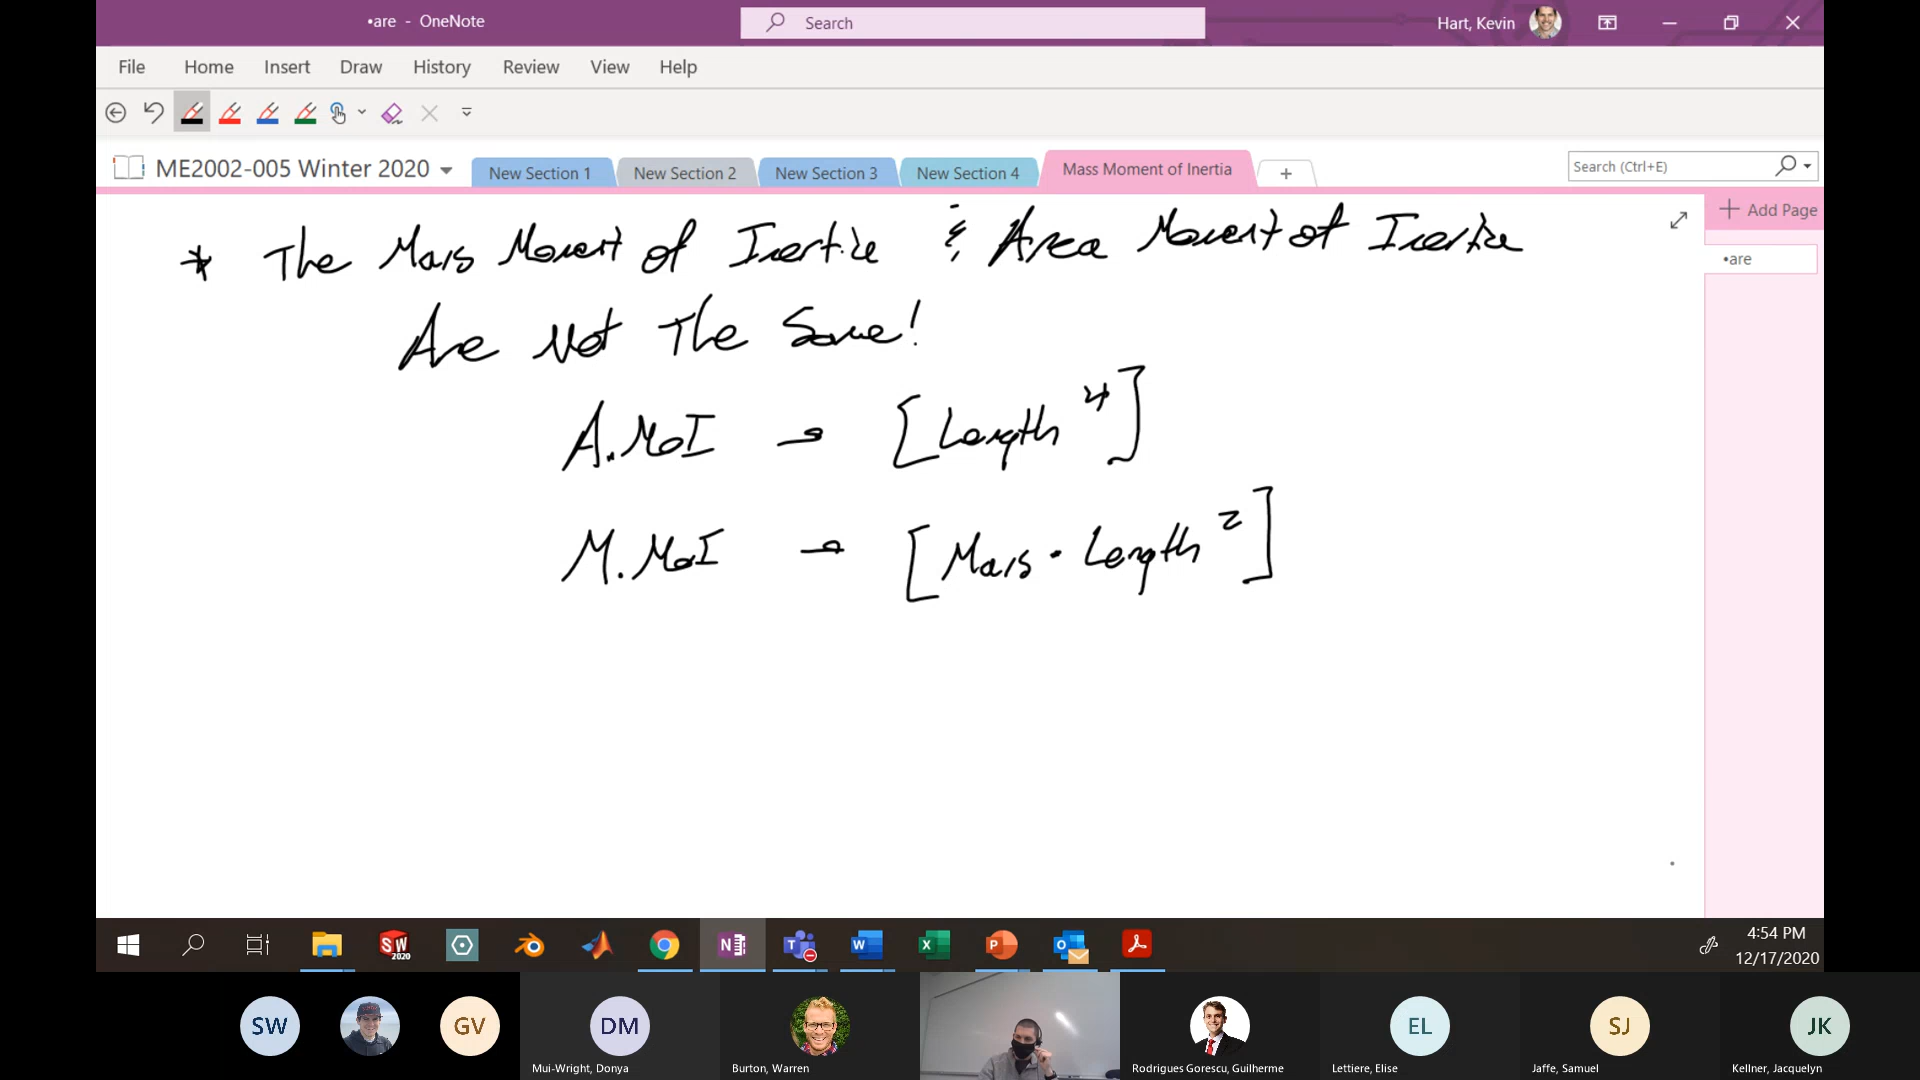 •are - OneNote
Search
Hart, Kevin
File Home Insert Draw History Review View Help
ME2002-005 Winter 2020
New Section 1
New Section 2
New Section 3
New Section 4
Mass Moment of Inertia
+
Search (Ctrl+E)
Add Page
•are
* The Mass Moment of Inertia & Area Moment of Inertia
Are Not The Same!
A.MoI → [Length⁴]
M.MoI → [Mass · Length²]
SW
2020
N
T
W
X
P
O
4:54 PM
12/17/2020
SW
GV
DM
EL
SJ
JK
Mui-Wright, Donya
Burton, Warren
Rodrigues Gorescu, Guilherme
Lettiere, Elise
Jaffe, Samuel
Kellner, Jacquelyn